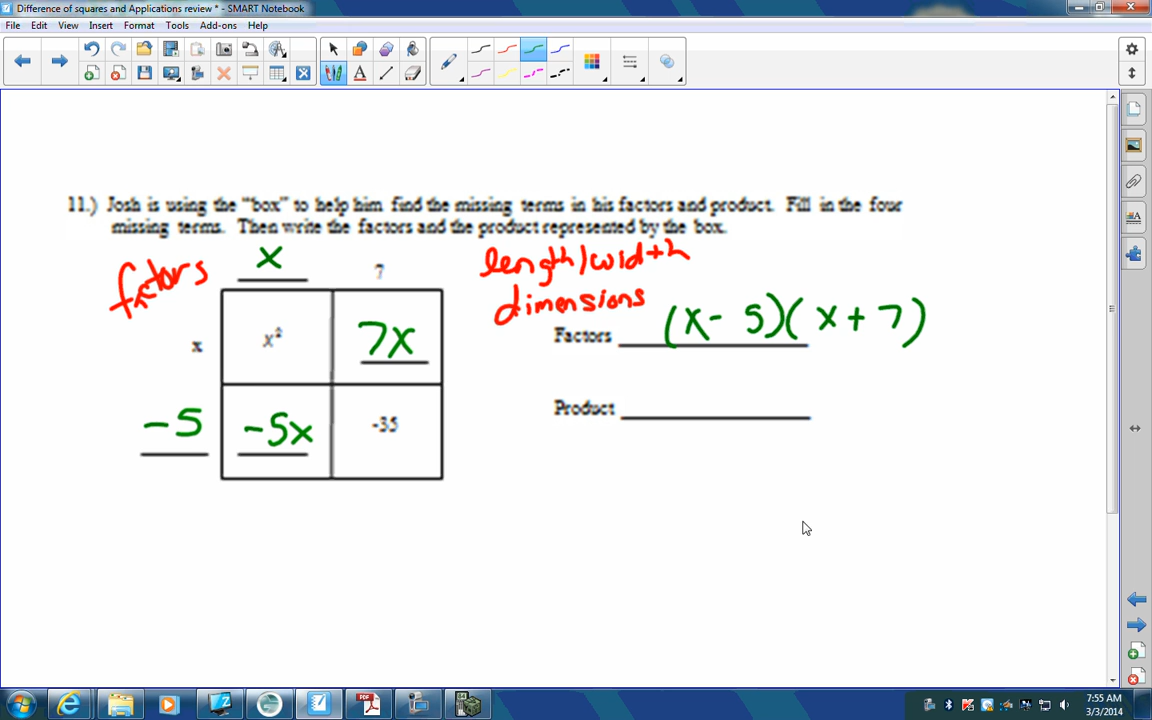 Difference of squares and Applications review * - SMART Notebook
File Edit View Insert Format Tools Add-ons Help
11.) Josh is using the “box” to help him find the missing terms in his factors and product. Fill in the four
missing terms. Then write the factors and the product represented by the box.
factors x 7 length/width
dimensions
x x² 7x Factors (x - 5)(x + 7)
Product
-5 -5x -35
7:55 AM
3/3/2014